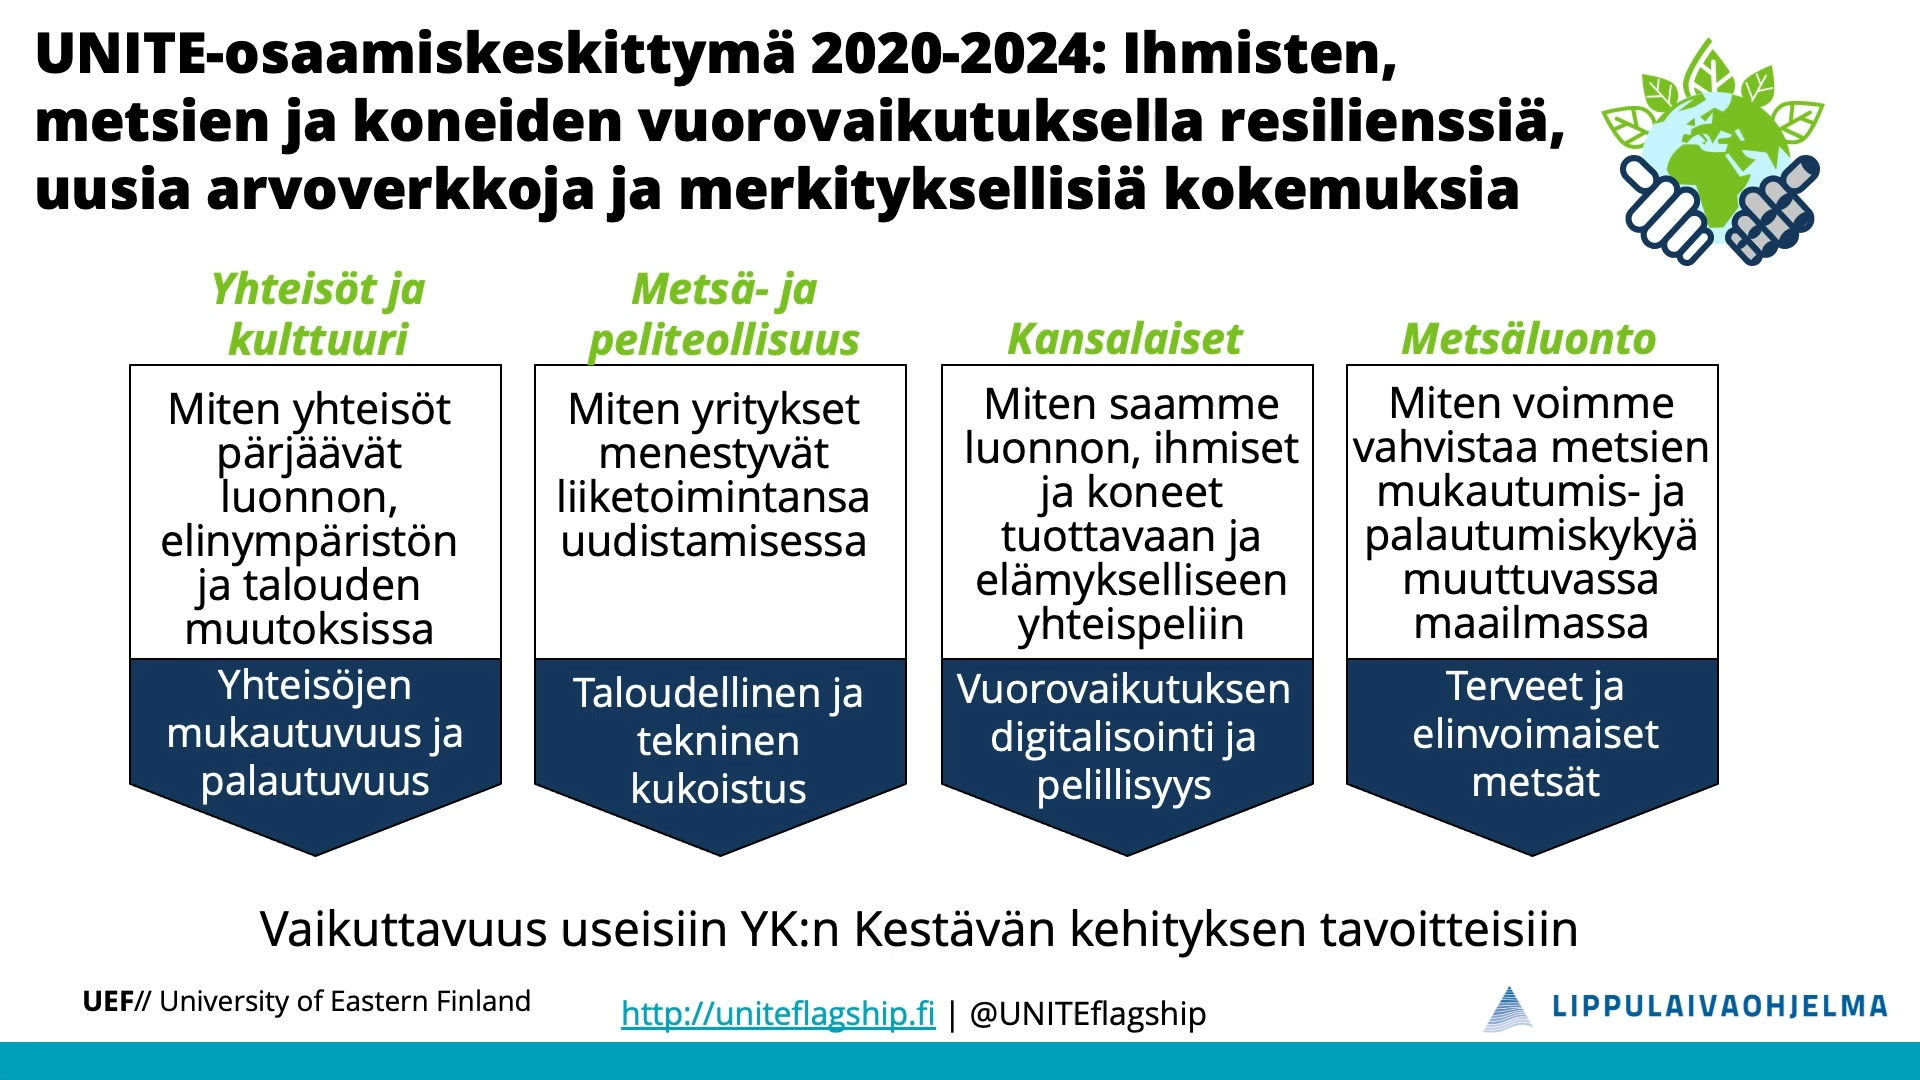 UNITE-osaamiskeskittymä 2020-2024: Ihmisten,
metsien ja koneiden vuorovaikutuksella resilienssiä,
uusia arvoverkkoja ja merkityksellisiä kokemuksia
Yhteisöt ja
kulttuuri
Miten yhteisöt
pärjäävät
luonnon,
elinympäristön
ja talouden
muutoksissa
Yhteisöjen
mukautuvuus ja
palautuvuus
Metsä- ja
peliteollisuus
Miten yritykset
menestyvät
liiketoimintansa
uudistamisessa
Taloudellinen ja
tekninen
kukoistus
Kansalaiset
Miten saamme
luonnon, ihmiset
ja koneet
tuottavaan ja
elämykselliseen
yhteispeliin
Vuorovaikutuksen
digitalisointi ja
pelillisyys
Metsäluonto
Miten voimme
vahvistaa metsien
mukautumis- ja
palautumiskykyä
muuttuvassa
maailmassa
Terveet ja
elinvoimaiset
metsät
Vaikuttavuus useisiin YK:n Kestävän kehityksen tavoitteisiin
UEF// University of Eastern Finland
http://uniteflagship.fi | @UNITEflagship
LIPPULAIVAOHJELMA